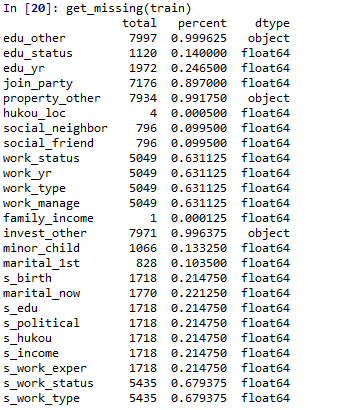 In [20]: get_missing(train)
total percent dtype
edu_other 7997 0.999625 object
edu_status 1120 0.140000 float64
edu_yr 1972 0.246500 float64
join_party 7176 0.897000 float64
property_other 7934 0.991750 object
hukou_loc 4 0.000500 float64
social_neighbor 796 0.099500 float64
social_friend 796 0.099500 float64
work_status 5049 0.631125 float64
work_yr 5049 0.631125 float64
work_type 5049 0.631125 float64
work_manage 5049 0.631125 float64
family_income 1 0.000125 float64
invest_other 7971 0.996375 object
minor_child 1066 0.133250 float64
marital_1st 828 0.103500 float64
s_birth 1718 0.214750 float64
marital_now 1770 0.221250 float64
s_edu 1718 0.214750 float64
s_political 1718 0.214750 float64
s_hukou 1718 0.214750 float64
s_income 1718 0.214750 float64
s_work_exper 1718 0.214750 float64
s_work_status 5435 0.679375 float64
s_work_type 5435 0.679375 float64